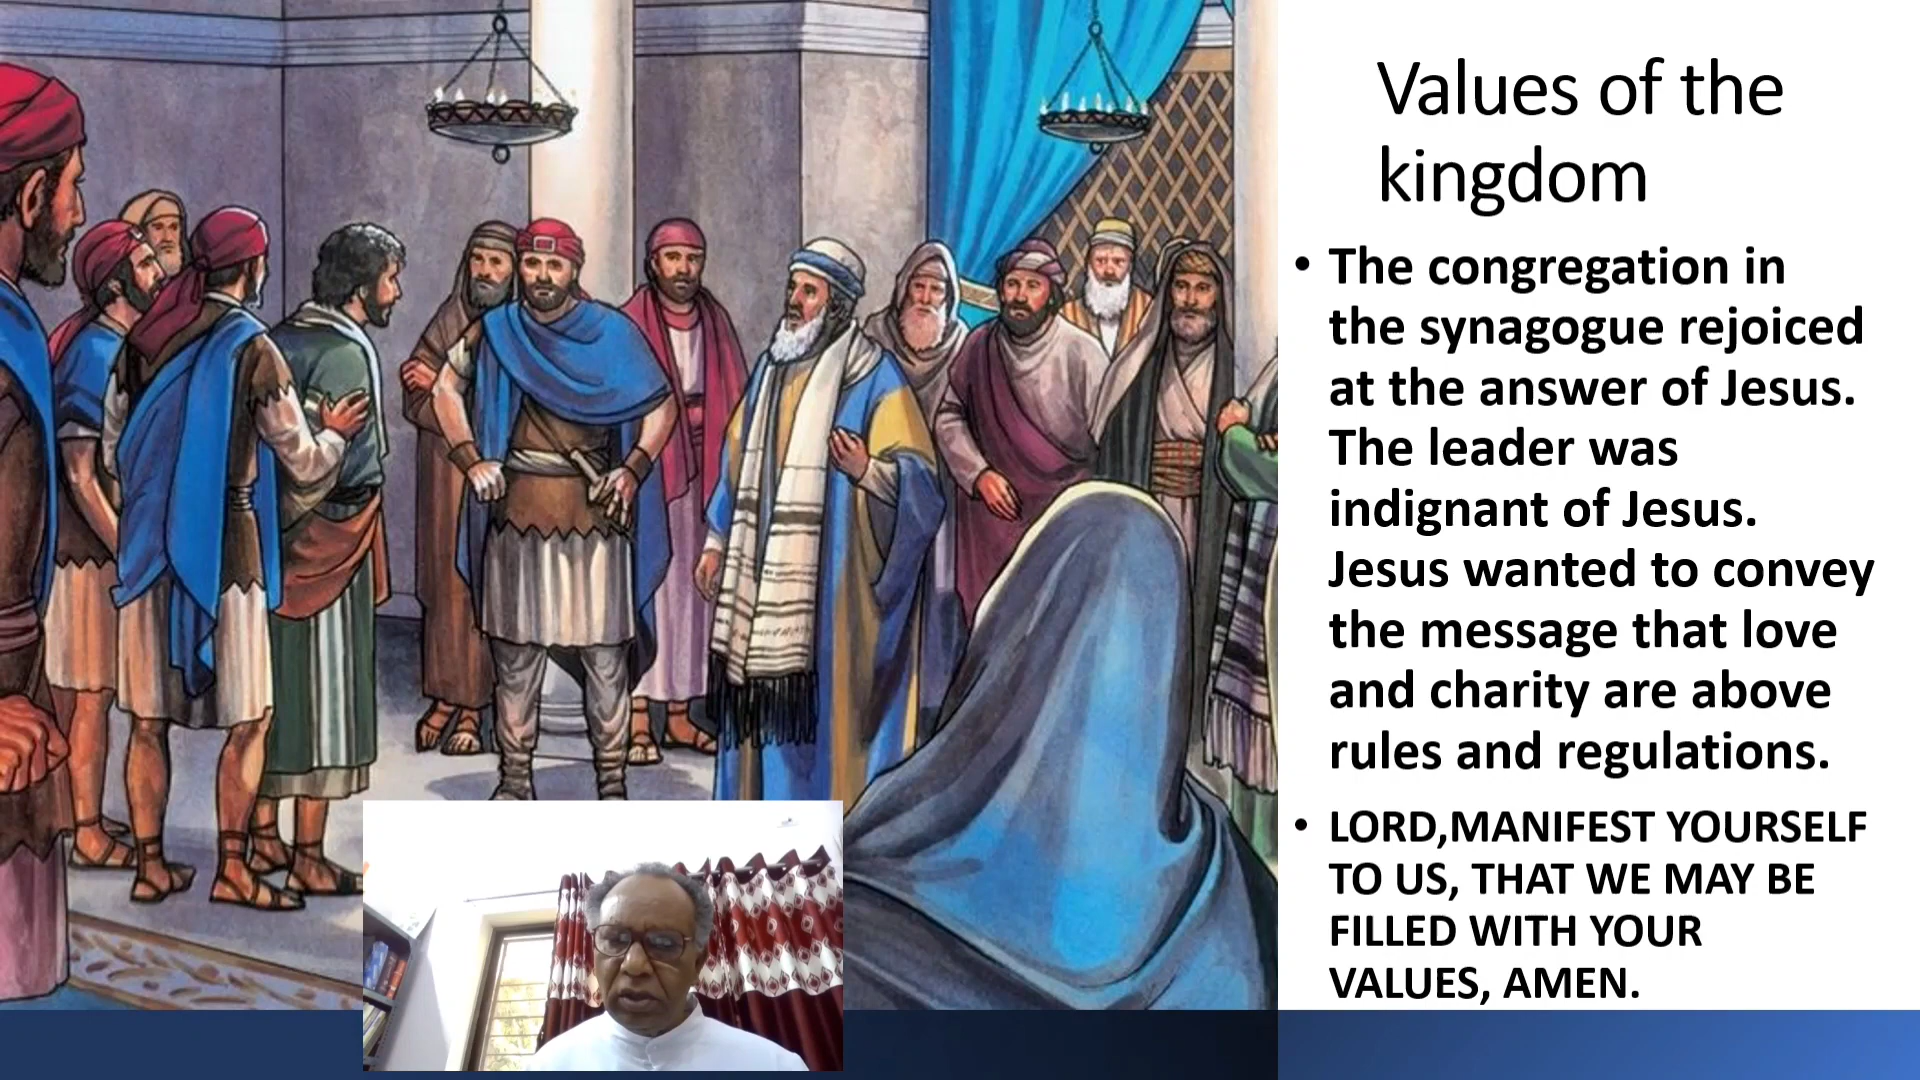 Values of the
kingdom
• The congregation in
the synagogue rejoiced
at the answer of Jesus.
The leader was
indignant of Jesus.
Jesus wanted to convey
the message that love
and charity are above
rules and regulations.
• LORD,MANIFEST YOURSELF
TO US, THAT WE MAY BE
FILLED WITH YOUR
VALUES, AMEN.